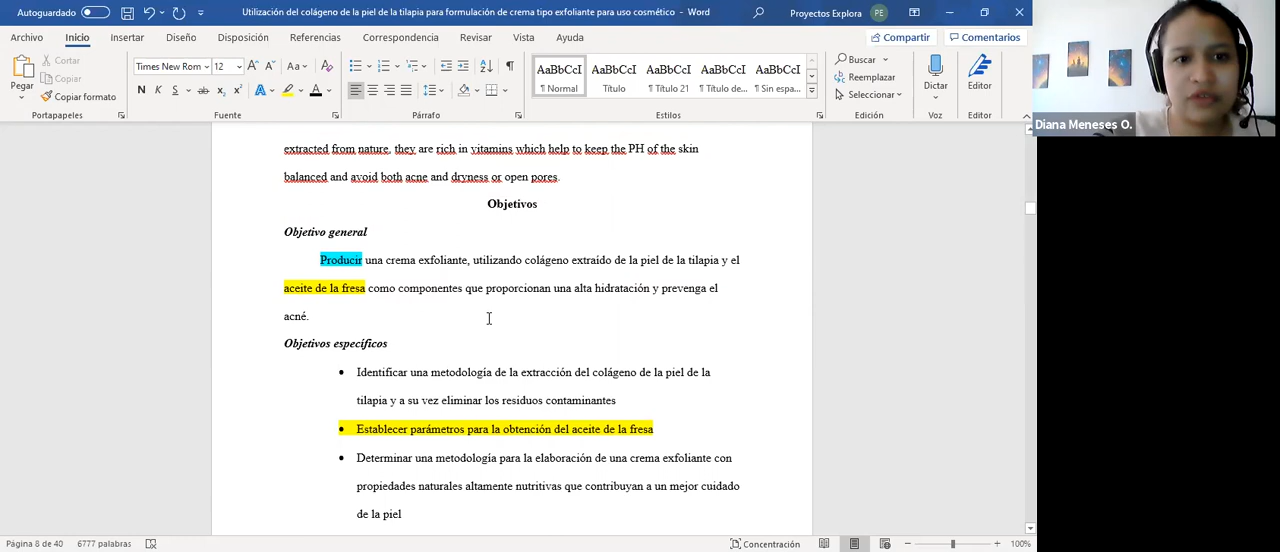 Autoguardado Utilización del colágeno de la piel de la tilapia para formulación de crema tipo exfoliante para uso cosmético - Word Proyectos Explora PE
Archivo Inicio Insertar Diseño Disposición Referencias Correspondencia Revisar Vista Ayuda Compartir Comentarios
Pegar Cortar Copiar Copiar formato Portapapeles
Times New Rom 12 Fuente
Párrafo
AaBbCcI AaBbCcI AaBbCcI AaBbCcI AaBbCcI
¶ Normal Título ¶ Título 21 ¶ Título de... ¶ Sin espa...
Estilos
Buscar
Reemplazar
Seleccionar
Edición
Dictar
Voz
Editor
Editor
Diana Meneses O.
extracted from nature, they are rich in vitamins which help to keep the PH of the skin
balanced and avoid both acne and dryness or open pores.
Objetivos
Objetivo general
Producir una crema exfoliante, utilizando colágeno extraído de la piel de la tilapia y el
aceite de la fresa como componentes que proporcionan una alta hidratación y prevenga el
acné.
Objetivos específicos
• Identificar una metodología de la extracción del colágeno de la piel de la
tilapia y a su vez eliminar los residuos contaminantes
• Establecer parámetros para la obtención del aceite de la fresa
• Determinar una metodología para la elaboración de una crema exfoliante con
propiedades naturales altamente nutritivas que contribuyan a un mejor cuidado
de la piel
Página 8 de 40 6777 palabras Concentración 100%